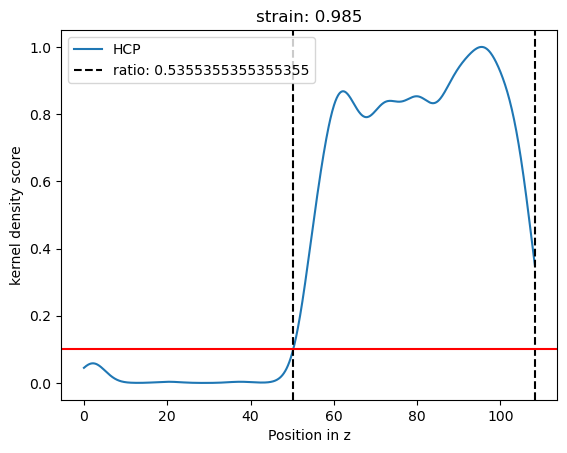 strain: 0.985
HCP
ratio: 0.5355355355355355
kernel density score
1.0
0.8
0.6
0.4
0.2
0.0
0 20 40 60 80 100
Position in z